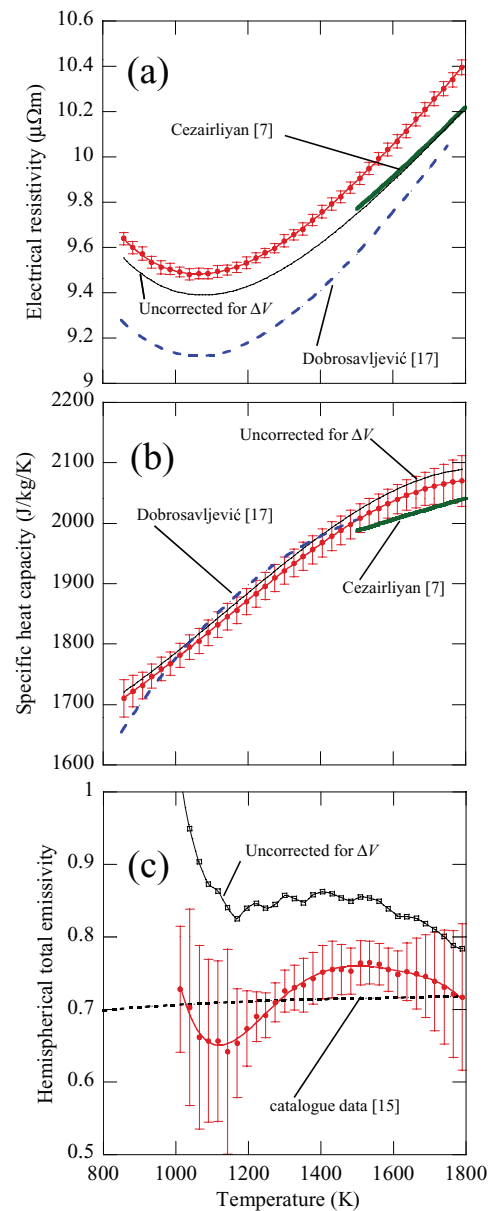 10.6
10.4
(a)
10.2
Cezairliyan [7]
10
9.8
9.6
9.4
Uncorrected for ΔV
9.2
Dobrosavljević [17]
9
Electrical resistivity (μΩm)
2200
(b)
Uncorrected for ΔV
2100
Dobrosavljević [17]
2000
Cezairliyan [7]
1900
1800
1700
1600
Specific heat capacity (J/kg/K)
1
(c)
Uncorrected for ΔV
0.9
0.8
0.7
0.6
catalogue data [15]
0.5
Hemispherical total emissivity
800 1000 1200 1400 1600 1800
Temperature (K)